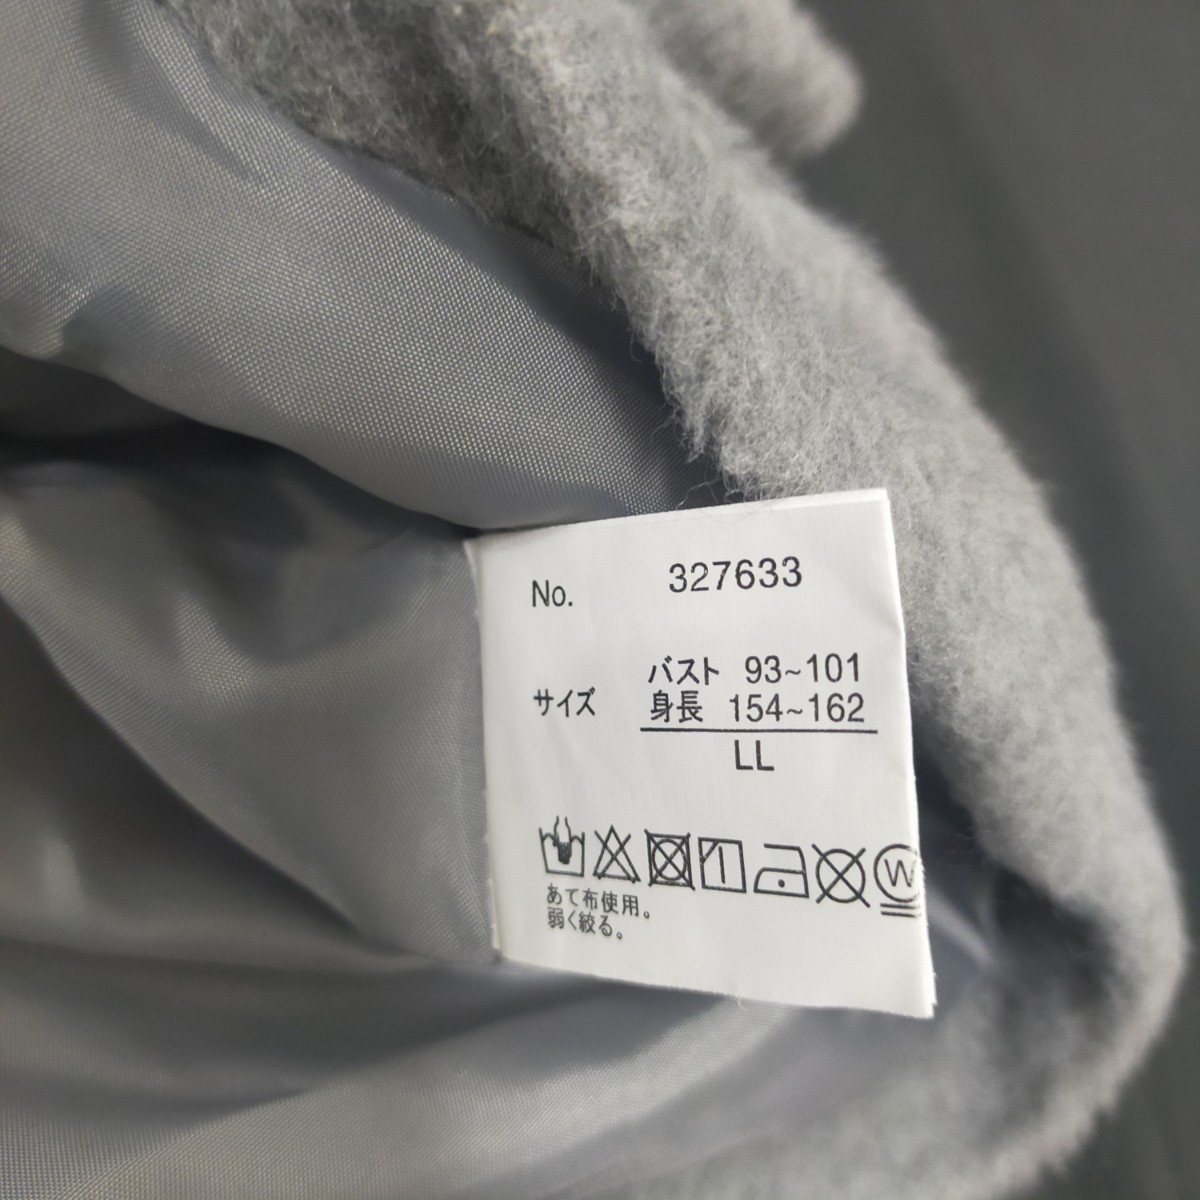 No. 327633
バスト 93~101
サイズ 身長 154~162
LL
W
あて布使用。
弱く絞る。